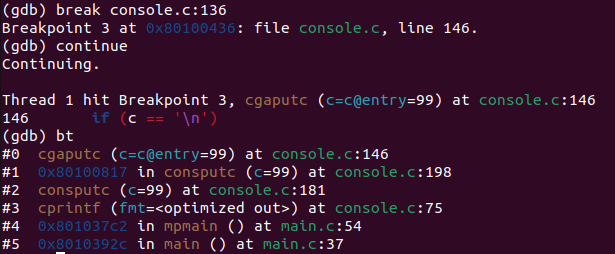 (gdb) break console.c:136
Breakpoint 3 at 0x80100436: file console.c, line 146.
(gdb) continue
Continuing.

Thread 1 hit Breakpoint 3, cgaputc (c=c@entry=99) at console.c:146
146       if (c == '\n')
(gdb) bt
#0  cgaputc (c=c@entry=99) at console.c:146
#1  0x80100817 in consputc (c=99) at console.c:198
#2  consputc (c=99) at console.c:181
#3  cprintf (fmt=<optimized out>) at console.c:75
#4  0x801037c2 in mpmain () at main.c:54
#5  0x8010392c in main () at main.c:37